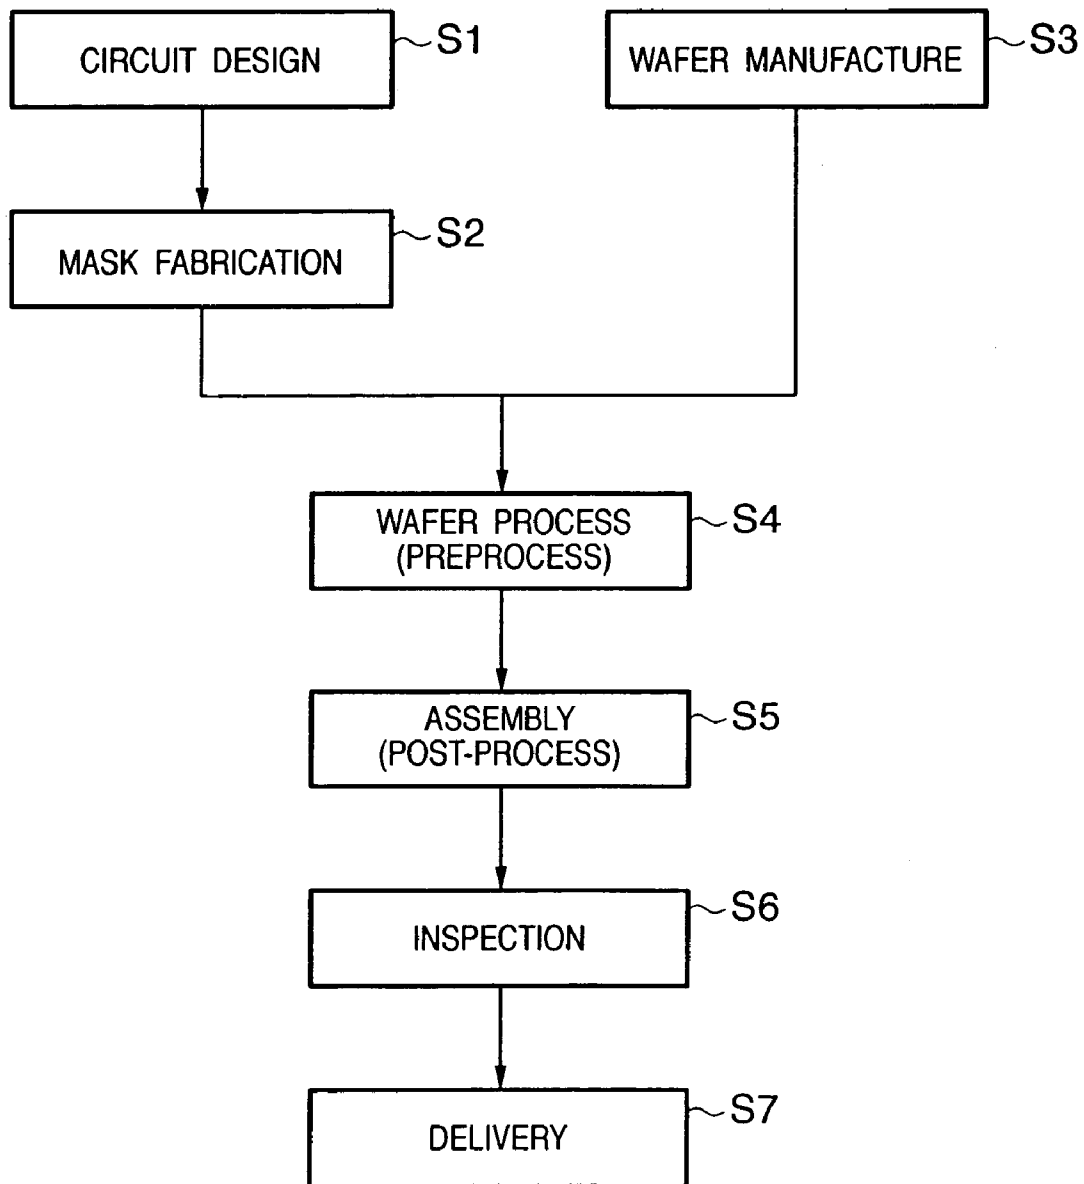 CIRCUIT DESIGN
S1
WAFER MANUFACTURE
S3
MASK FABRICATION
S2
WAFER PROCESS
(PREPROCESS)
S4
ASSEMBLY
(POST-PROCESS)
S5
INSPECTION
S6
DELIVERY
S7